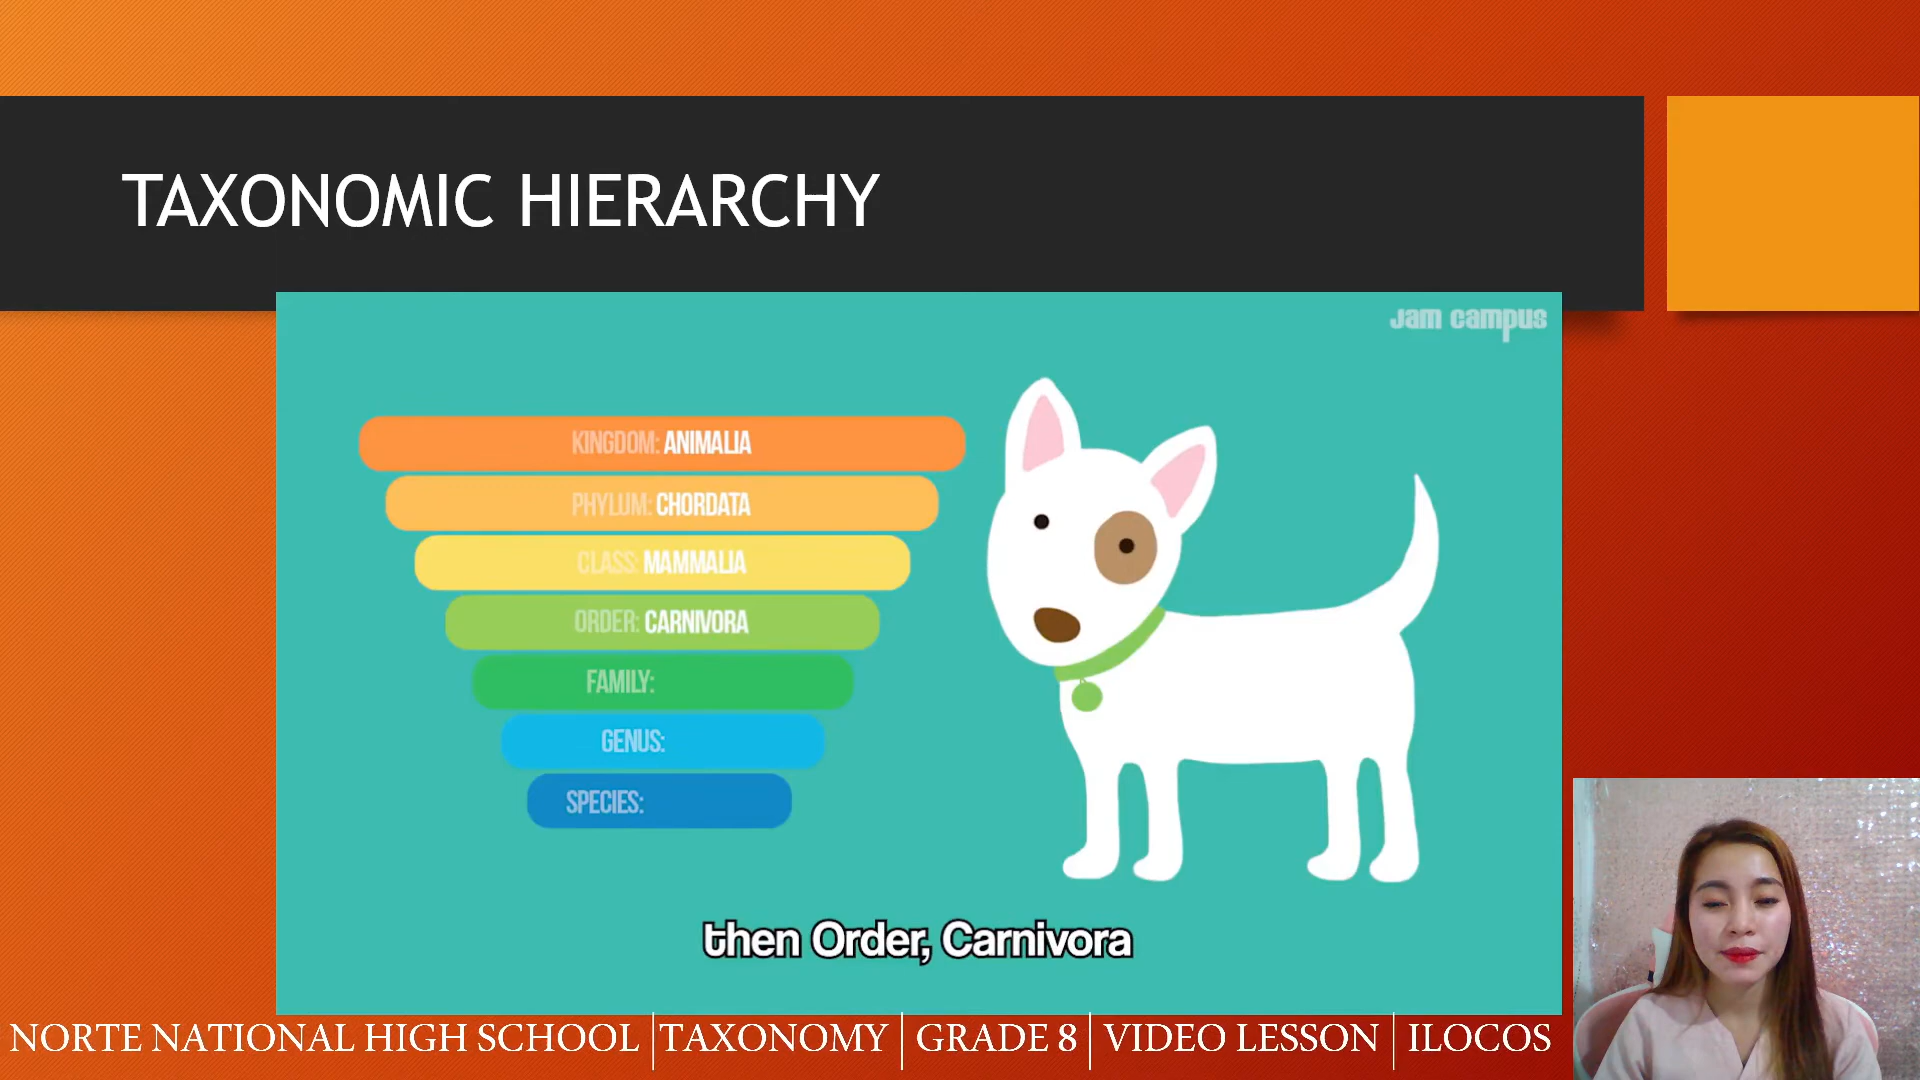 TAXONOMIC HIERARCHY
Jam campus
KINGDOM: ANIMALIA
PHYLUM: CHORDATA
CLASS: MAMMALIA
ORDER: CARNIVORA
FAMILY:
GENUS:
SPECIES:
then Order, Carnivora
NORTE NATIONAL HIGH SCHOOL | TAXONOMY | GRADE 8 | VIDEO LESSON | ILOCOS